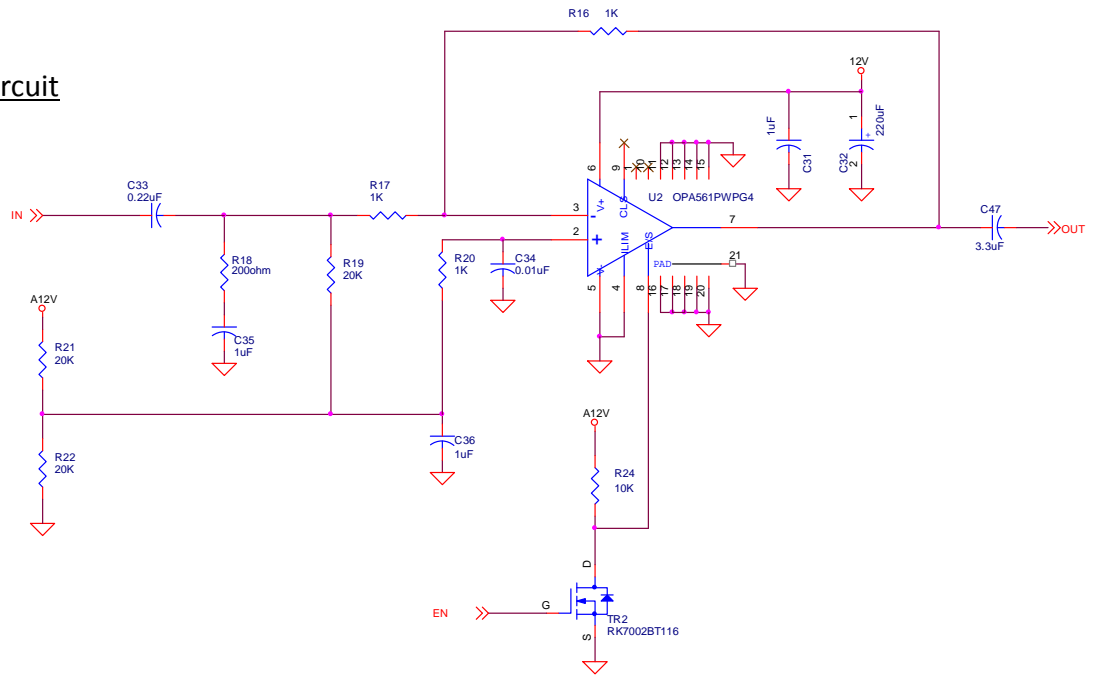 rcuit
R16 1K
12V
1
220uF
C32
2
1uF
C31
6
9
1
10
11
12
13
14
15
U2 OPA561PWPG4
C33
0.22uF
IN
R17
1K
3
2
-
+
V+
CLS
ILIM
E/S
V-
7
C47
3.3uF
OUT
R18
200ohm
R19
20K
R20
1K
C34
0.01uF
PAD
21
5
4
8
16
17
18
19
20
A12V
R21
20K
C35
1uF
R22
20K
C36
1uF
A12V
R24
10K
D
G
S
EN
TR2
RK7002BT116